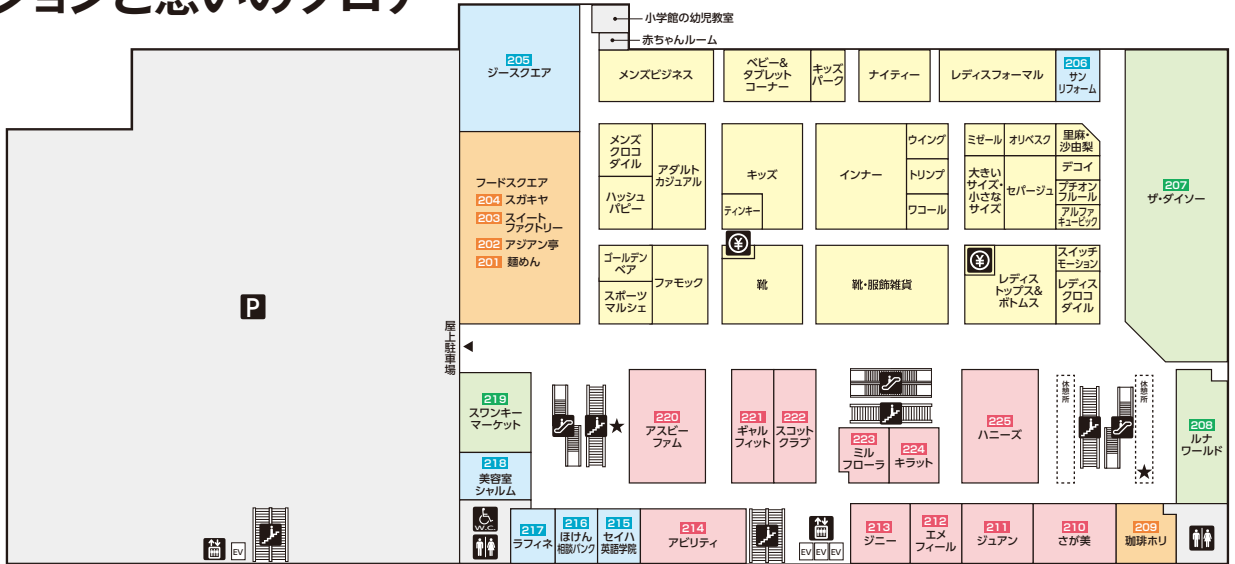 ションと思いのフロア
小学館の幼児教室
赤ちゃんルーム
205
ジースクエア
メンズビジネス
ベビー&
タブレット
コーナー
キッズ
パーク
ナイティー
レディスフォーマル
206
サン
リフォーム
フードスクエア
204 スガキヤ
203 スイート
ファクトリー
202 アジアン亭
201 麺めん
メンズ
クロコ
ダイル
ハッシュ
パピー
アダルト
カジュアル
キッズ
ティンキー
インナー
ウイング
トリンプ
ワコール
ミゼール
オリベスク
里麻・
沙由梨
大きい
サイズ・
小さな
サイズ
セパージュ
デコイ
プチオン
フルール
アルファ
キュービック
207
ザ・ダイソー
ゴールデン
ベア
スポーツ
マルシェ
ファモック
靴
靴・服飾雑貨
レディス
トップス&
ボトムス
スイッチ
モーション
レディス
クロコ
ダイル
P
屋上駐車場
219
スワンキー
マーケット
218
美容室
シャルム
220
アスビー
ファム
221
ギャル
フィット
222
スコット
クラブ
223
ミル
フローラ
224
キラット
225
ハニーズ
休憩所
休憩所
208
ルナ
ワールド
EV
W.C.
217
ラフィネ
216
ほけん
相談バンク
215
セイハ
英語学院
214
アビリティ
EV EV EV
213
ジニー
212
エメ
フィール
211
ジュアン
210
さが美
209
珈琲ホリ